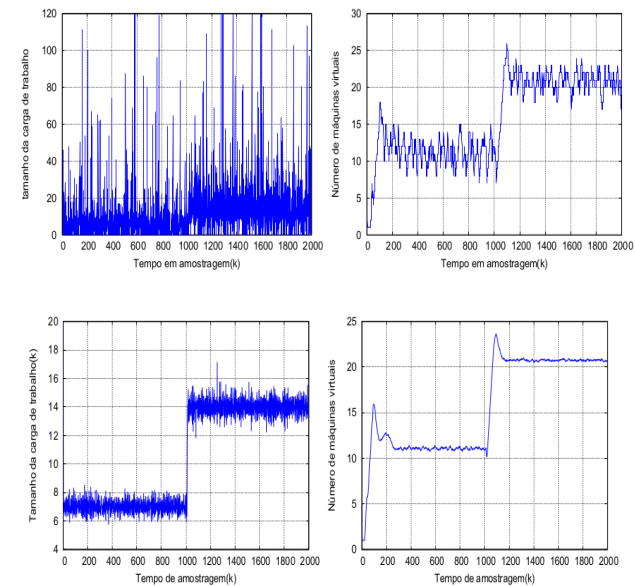 120
100
80
60
40
20
0
0 200 400 600 800 1000 1200 1400 1600 1800 2000
tamanho da carga de trabalho
Tempo em amostragem(k)
30
25
20
15
10
5
0
0 200 400 600 800 1000 1200 1400 1600 1800 2000
Número de máquinas virtuais
Tempo em amostragem(k)
20
18
16
14
12
10
8
6
4
0 200 400 600 800 1000 1200 1400 1600 1800 2000
Tamanho da carga de trabalho(k)
Tempo de amostragem(k)
25
20
15
10
5
0
0 200 400 600 800 1000 1200 1400 1600 1800 2000
Número de máquinas virtuais
Tempo de amostragem(k)